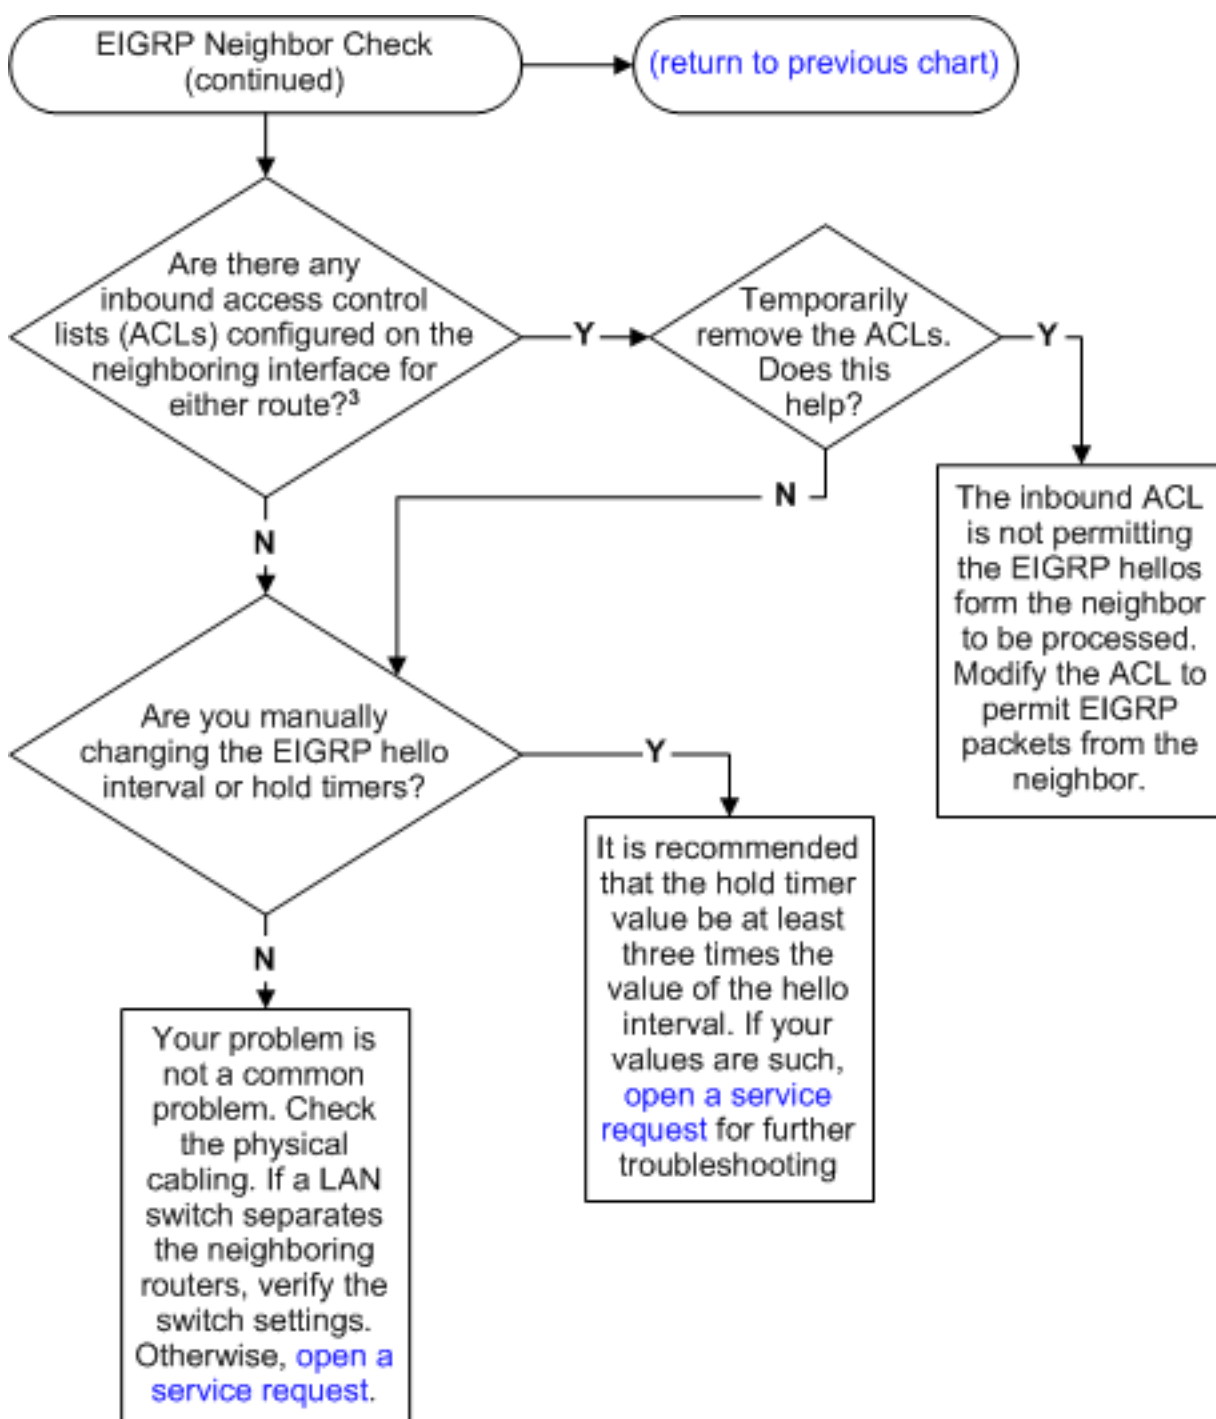 EIGRP Neighbor Check
(continued)
(return to previous chart)
Are there any
inbound access control
lists (ACLs) configured on the
neighboring interface for
either route?³
Y
Temporarily
remove the ACLs.
Does this
help?
Y
N
N
The inbound ACL
is not permitting
the EIGRP hellos
form the neighbor
to be processed.
Modify the ACL to
permit EIGRP
packets from the
neighbor.
Are you manually
changing the EIGRP hello
interval or hold timers?
Y
It is recommended
that the hold timer
value be at least
three times the
value of the hello
interval. If your
values are such,
open a service
request for further
troubleshooting
N
Your problem is
not a common
problem. Check
the physical
cabling. If a LAN
switch separates
the neighboring
routers, verify the
switch settings.
Otherwise, open a
service request.